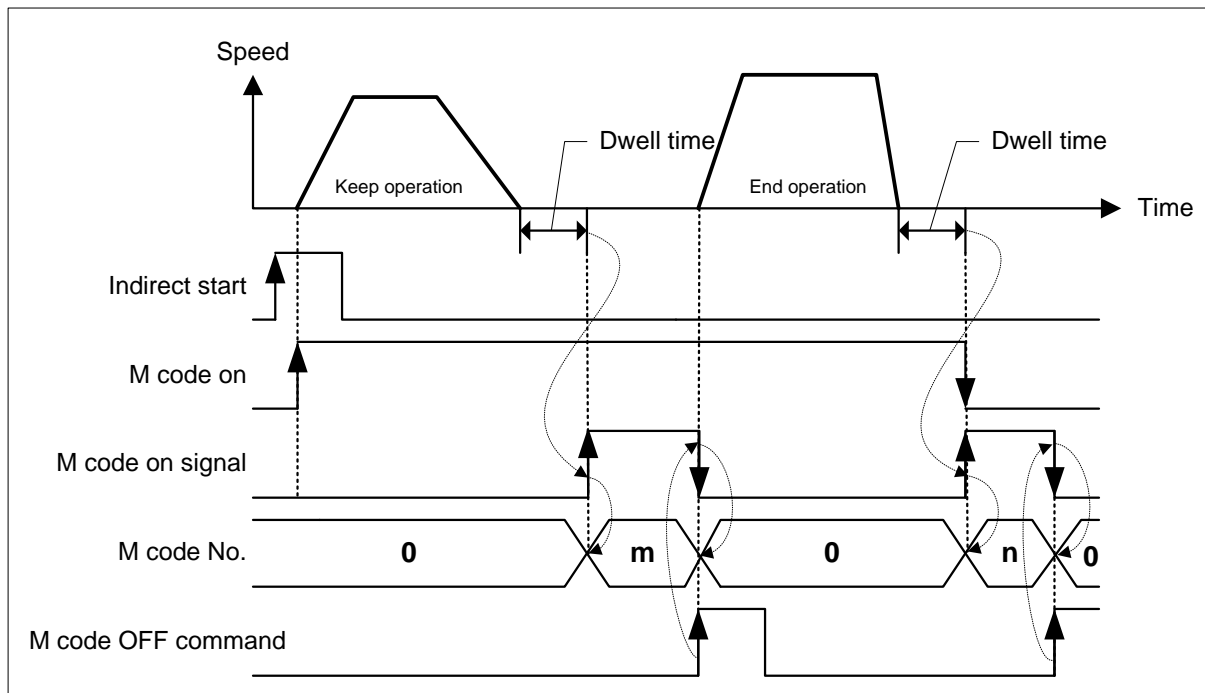 Speed
Dwell time
Dwell time
Keep operation
End operation
Time
Indirect start
M code on
M code on signal
M code No.
0
m
0
n
0
M code OFF command